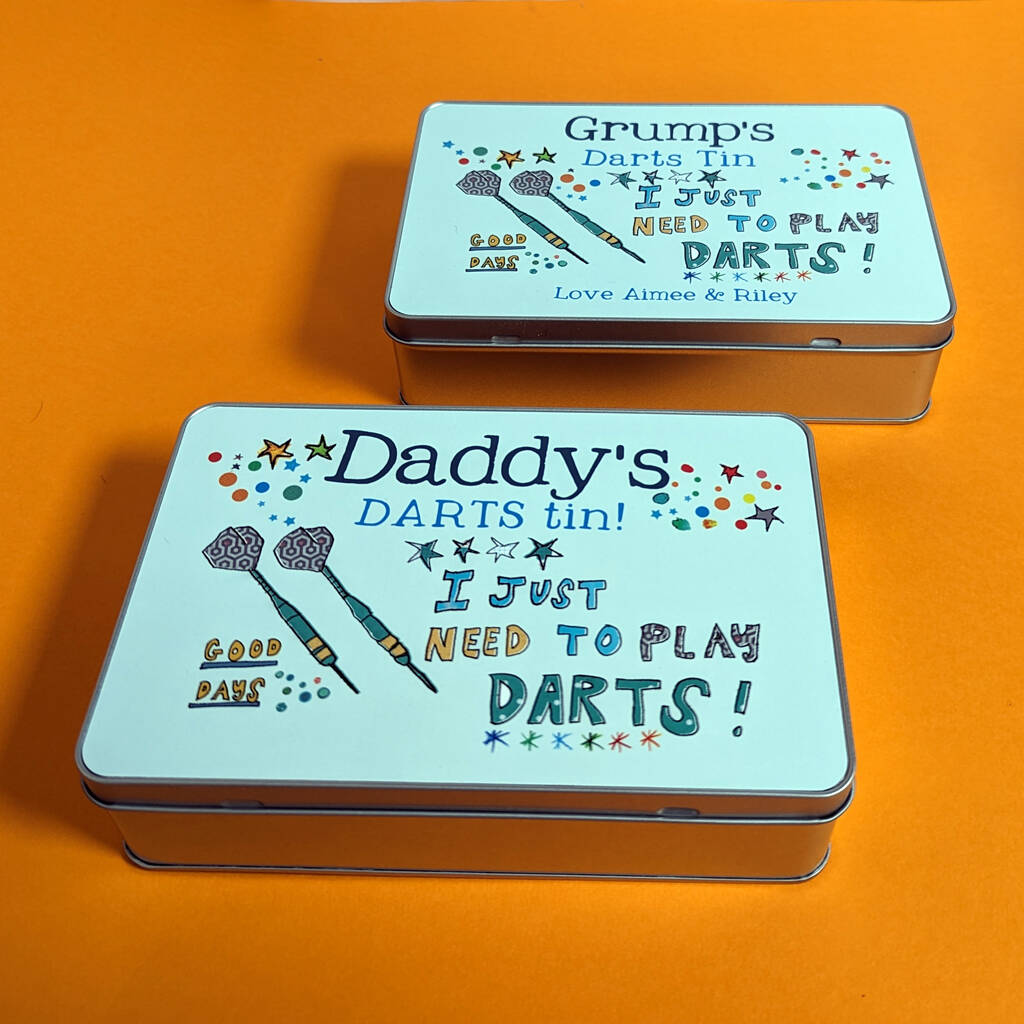 Grump's
Darts Tin
I JUST
NEED TO PLAY
DARTS!
GOOD
DAYS
Love Aimee & Riley
Daddy's
DARTS tin!
I JUST
NEED TO PLAY
DARTS!
GOOD
DAYS